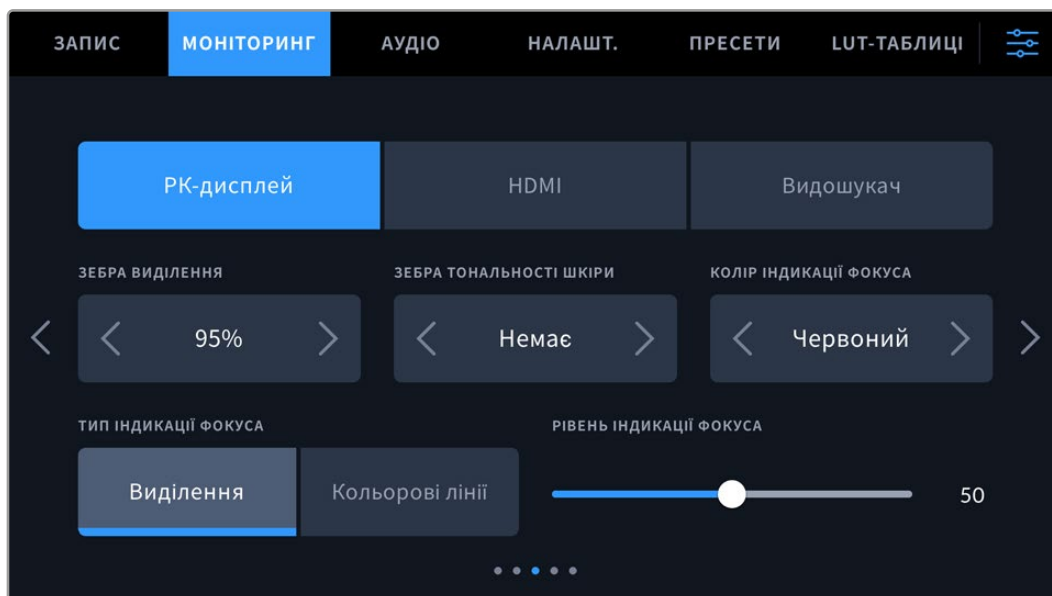 ЗАПИС МОНІТОРИНГ АУДІО НАЛАШТ. ПРЕСЕТИ LUT-ТАБЛИЦІ
РК-дисплей HDMI Видошукач
ЗЕБРА ВИДІЛЕННЯ ЗЕБРА ТОНАЛЬНОСТІ ШКІРИ КОЛІР ІНДИКАЦІЇ ФОКУСА
95% Немає Червоний
ТИП ІНДИКАЦІЇ ФОКУСА РІВЕНЬ ІНДИКАЦІЇ ФОКУСА
Виділення Кольорові лінії 50